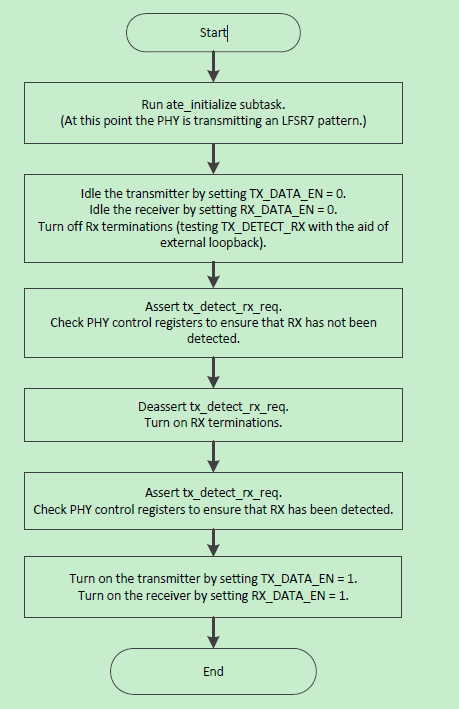 Start
Run ate_initialize subtask.
(At this point the PHY is transmitting an LFSR7 pattern.)
Idle the transmitter by setting TX_DATA_EN = 0.
Idle the receiver by setting RX_DATA_EN = 0.
Turn off Rx terminations (testing TX_DETECT_RX with the aid of
external loopback).
Assert tx_detect_rx_req.
Check PHY control registers to ensure that RX has not been
detected.
Deassert tx_detect_rx_req.
Turn on RX terminations.
Assert tx_detect_rx_req.
Check PHY control registers to ensure that RX has been detected.
Turn on the transmitter by setting TX_DATA_EN = 1.
Turn on the receiver by setting RX_DATA_EN = 1.
End